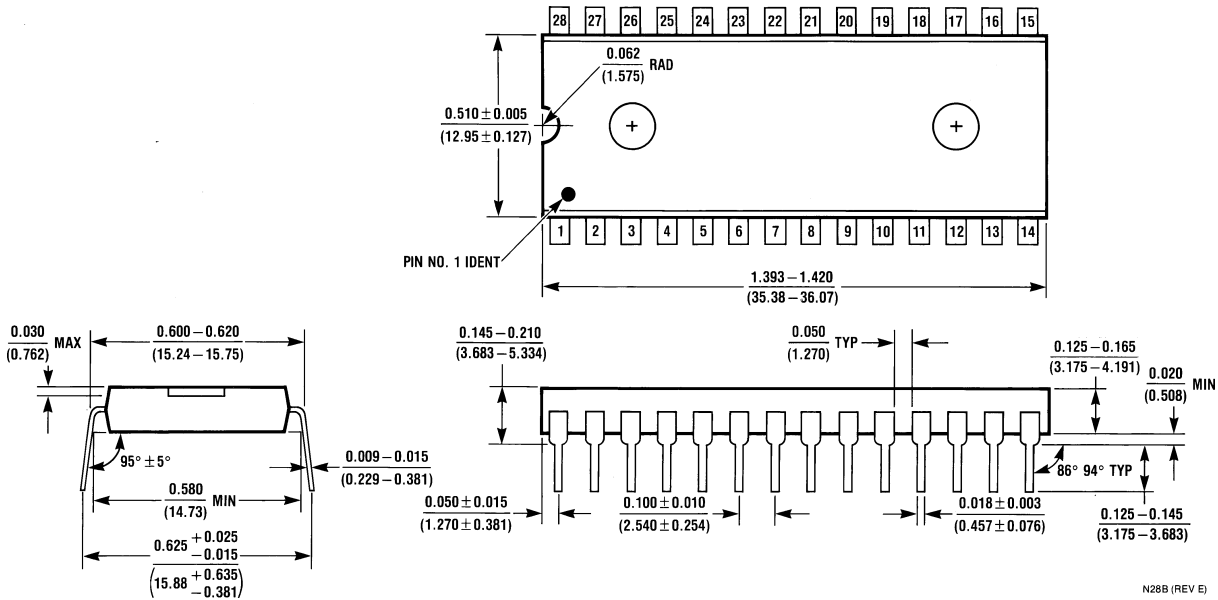 28 27 26 25 24 23 22 21 20 19 18 17 16 15
0.062
(1.575)
RAD
0.510 ± 0.005
(12.95 ± 0.127)
PIN NO. 1 IDENT
1 2 3 4 5 6 7 8 9 10 11 12 13 14
1.393 – 1.420
(35.38 – 36.07)
0.030
(0.762)
MAX
0.600 – 0.620
(15.24 – 15.75)
95° ± 5°
0.009 – 0.015
(0.229 – 0.381)
0.580
(14.73)
MIN
0.625 + 0.025
– 0.015
(15.88 + 0.635
– 0.381)
0.145 – 0.210
(3.683 – 5.334)
0.050
(1.270)
TYP
0.125 – 0.165
(3.175 – 4.191)
0.020
(0.508)
MIN
86° 94° TYP
0.050 ± 0.015
(1.270 ± 0.381)
0.100 ± 0.010
(2.540 ± 0.254)
0.018 ± 0.003
(0.457 ± 0.076)
0.125 - 0.145
(3.175 - 3.683)
N28B (REV E)